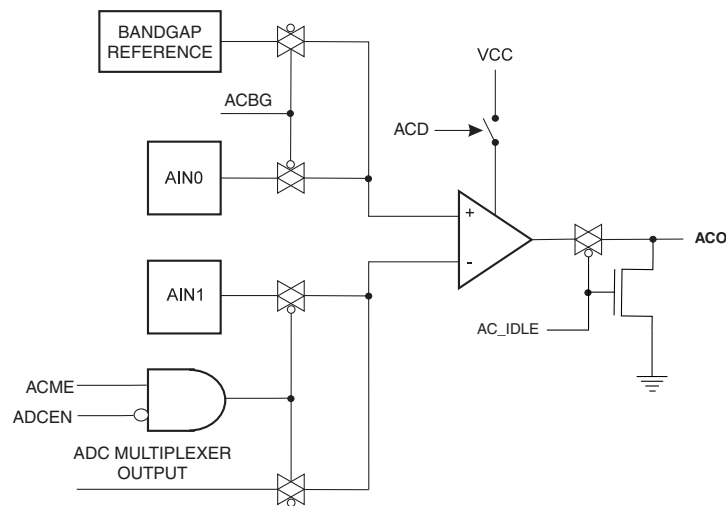 BANDGAP
REFERENCE
VCC
ACBG
ACD
AIN0
+
-
ACO
AIN1
AC_IDLE
ACME
ADCEN
ADC MULTIPLEXER
OUTPUT